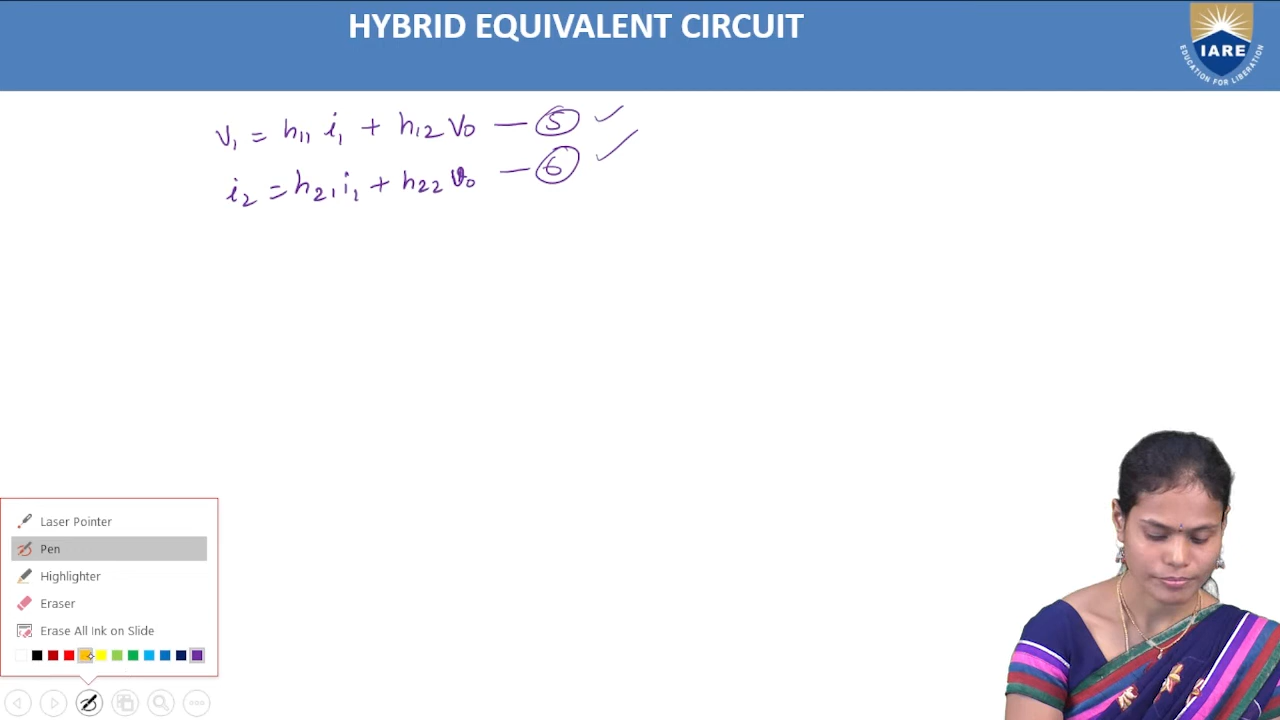 HYBRID EQUIVALENT CIRCUIT
IARE
EDUCATION FOR LIBERATION
V₁ = h₁₁ i₁ + h₁₂ V₀ — ⑤ ✓
i₂ = h₂₁ i₁ + h₂₂ V₀ — ⑥ ✓
Laser Pointer
Pen
Highlighter
Eraser
Erase All Ink on Slide